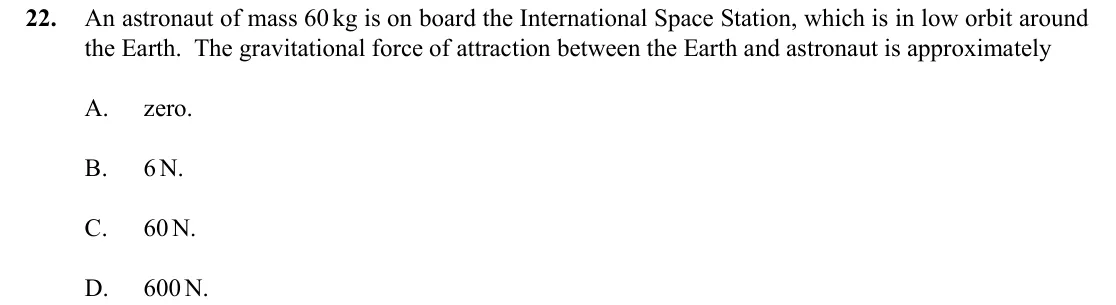 22. An astronaut of mass 60 kg is on board the International Space Station, which is in low orbit around
the Earth. The gravitational force of attraction between the Earth and astronaut is approximately
A. zero.
B. 6 N.
C. 60 N.
D. 600 N.